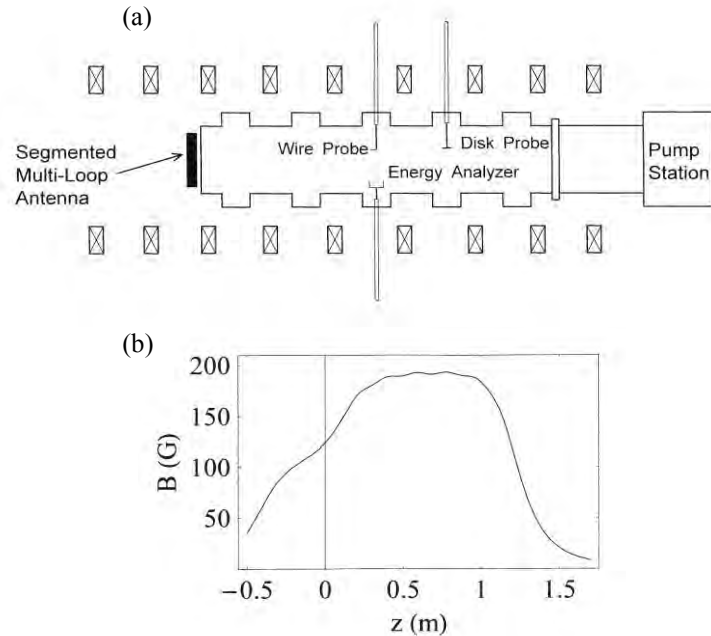 (a)
Segmented
Multi-Loop
Antenna
Wire Probe
Disk Probe
Energy Analyzer
Pump
Station
(b)
200
150
100
50
B (G)
−0.5 0 0.5 1 1.5
z (m)